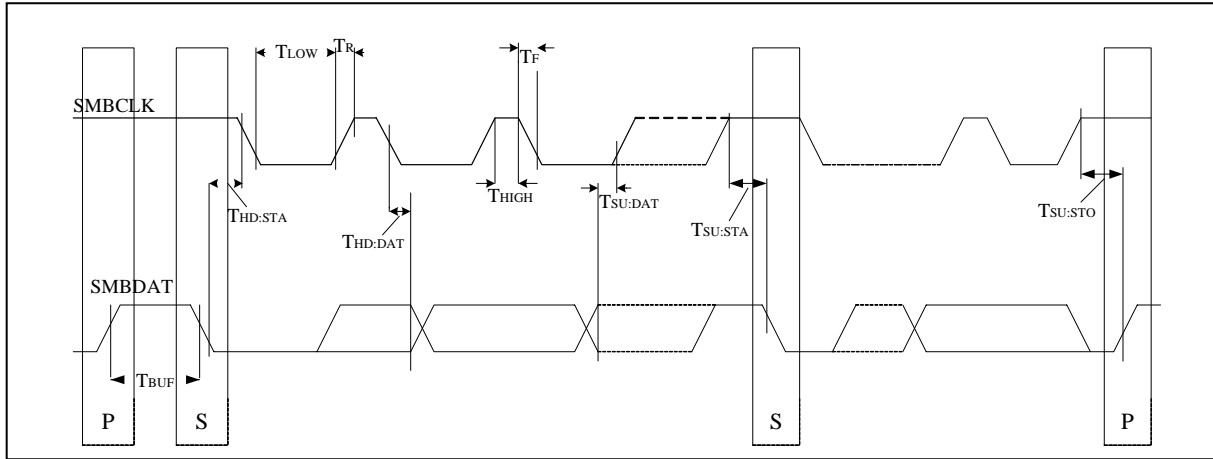 TLOW
TR
TF
SMBCLK
THD:STA
THD:DAT
THIGH
TSU:DAT
TSU:STA
TSU:STO
SMBDAT
TBUF
P
S
S
P